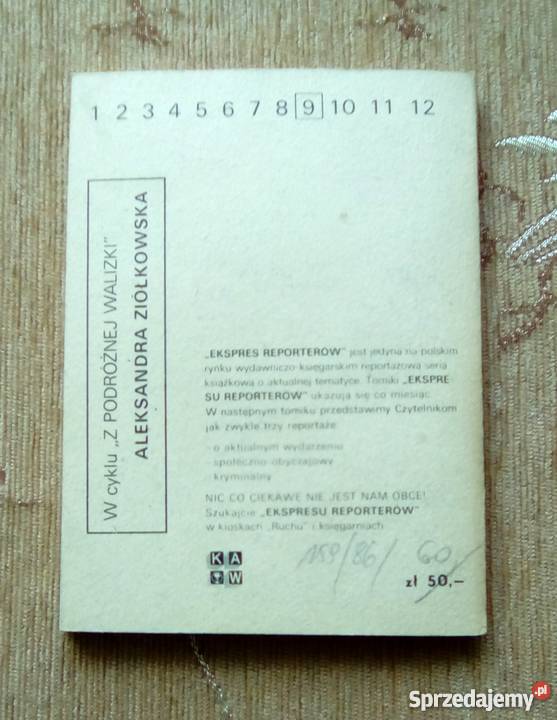 1 2 3 4 5 6 7 8 9 10 11 12
W cyklu „Z PODRÓŻNEJ WALIZKI”
ALEKSANDRA ZIÓŁKOWSKA
„EKSPRES REPORTERÓW” jest jedyną na polskim
rynku wydawniczo-księgarskim reportażową serią
książkową o aktualnej tematyce. Tomiki „EKSPRE-
SU REPORTERÓW” ukazują się co miesiąc.
W następnym tomiku przedstawimy Czytelnikom
jak zwykle trzy reportaże:
- o aktualnym wydarzeniu
- społeczno-obyczajowy
- kryminalny
NIC CO CIEKAWE NIE JEST NAM OBCE!
Szukajcie „EKSPRESU REPORTERÓW”
w kioskach „Ruchu” i księgarniach
KA
W
159/86/ 60
zł 50,—
Sprzedajemy.pl